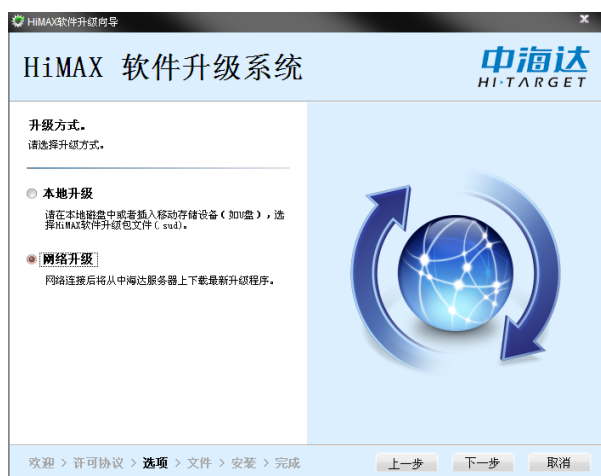 HiMAX软件升级向导
x
HiMAX 软件升级系统
中海达
HI·TARGET
升级方式。
请选择升级方式。
本地升级
请在本地磁盘中或者插入移动存储设备(如U盘),选
择HiMAX软件升级包文件(sud)。
网络升级
网络连接后将从中海达服务器上下载最新升级程序。
欢迎 > 许可协议 > 选项 > 文件 > 安装 > 完成
上一步
下一步
取消